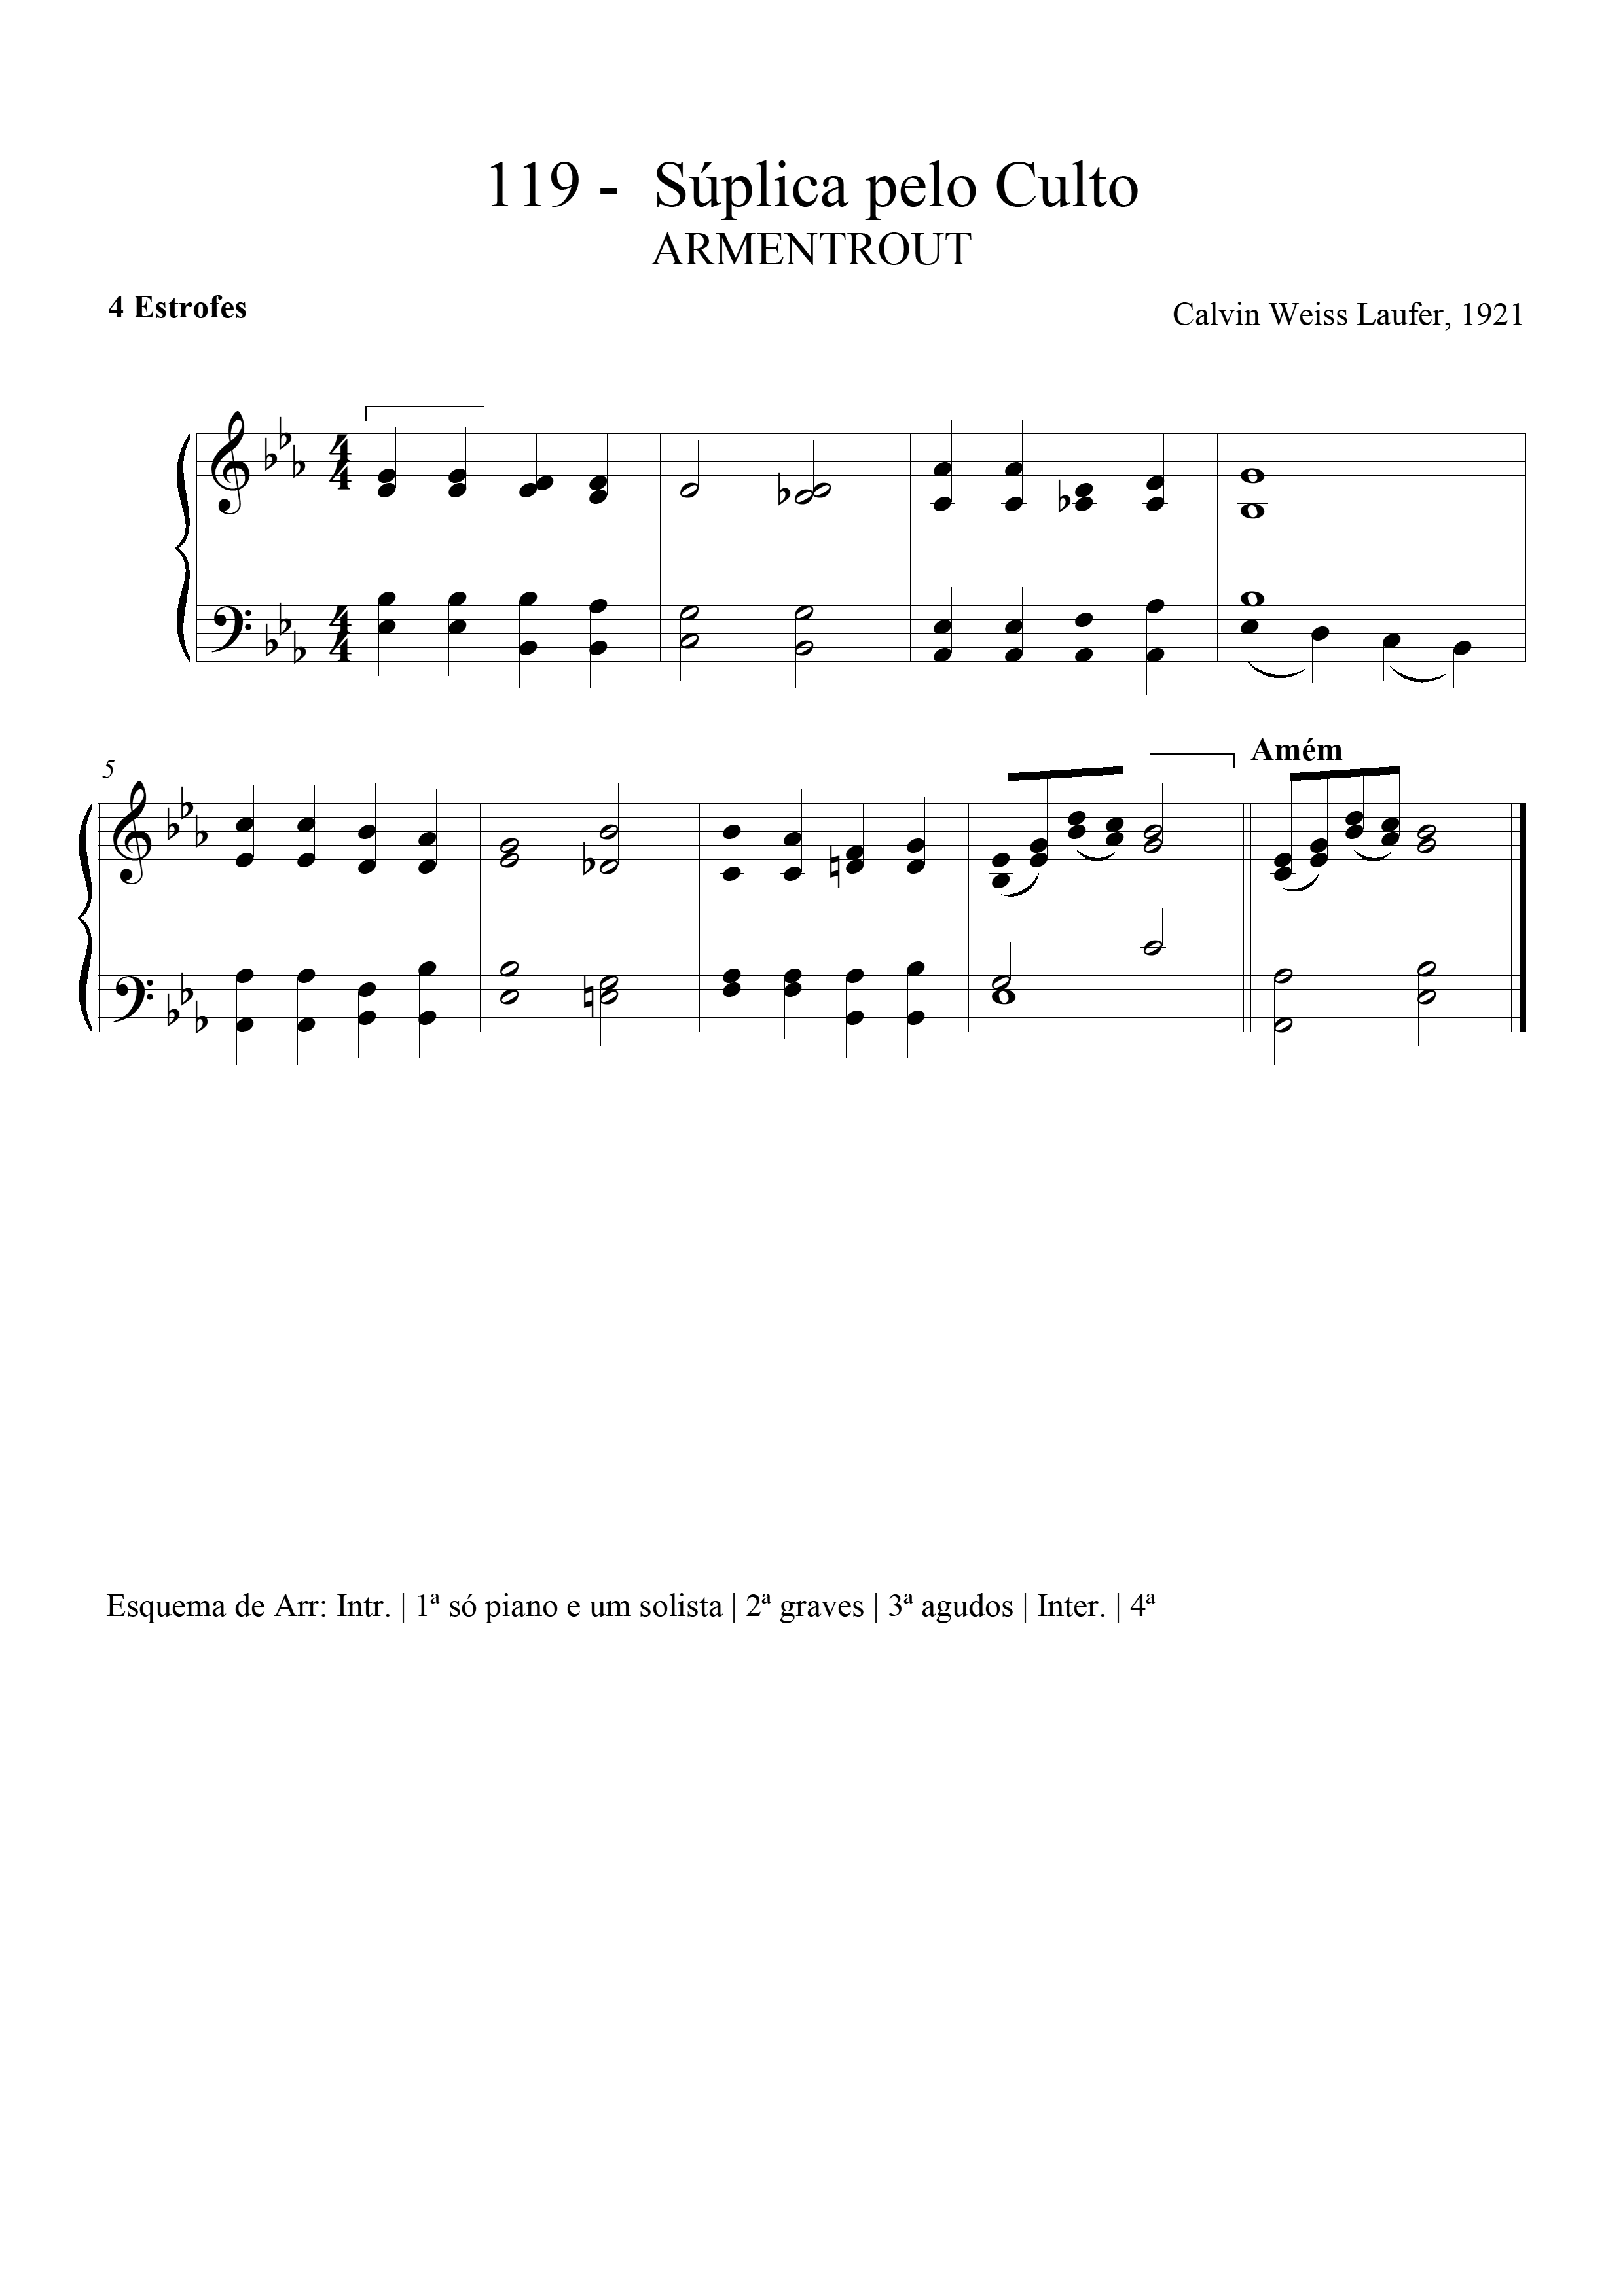 119 - Súplica pelo Culto
ARMENTROUT
4 Estrofes
Calvin Weiss Laufer, 1921
5
Amém
Esquema de Arr: Intr. | 1ª só piano e um solista | 2ª graves | 3ª agudos | Inter. | 4ª